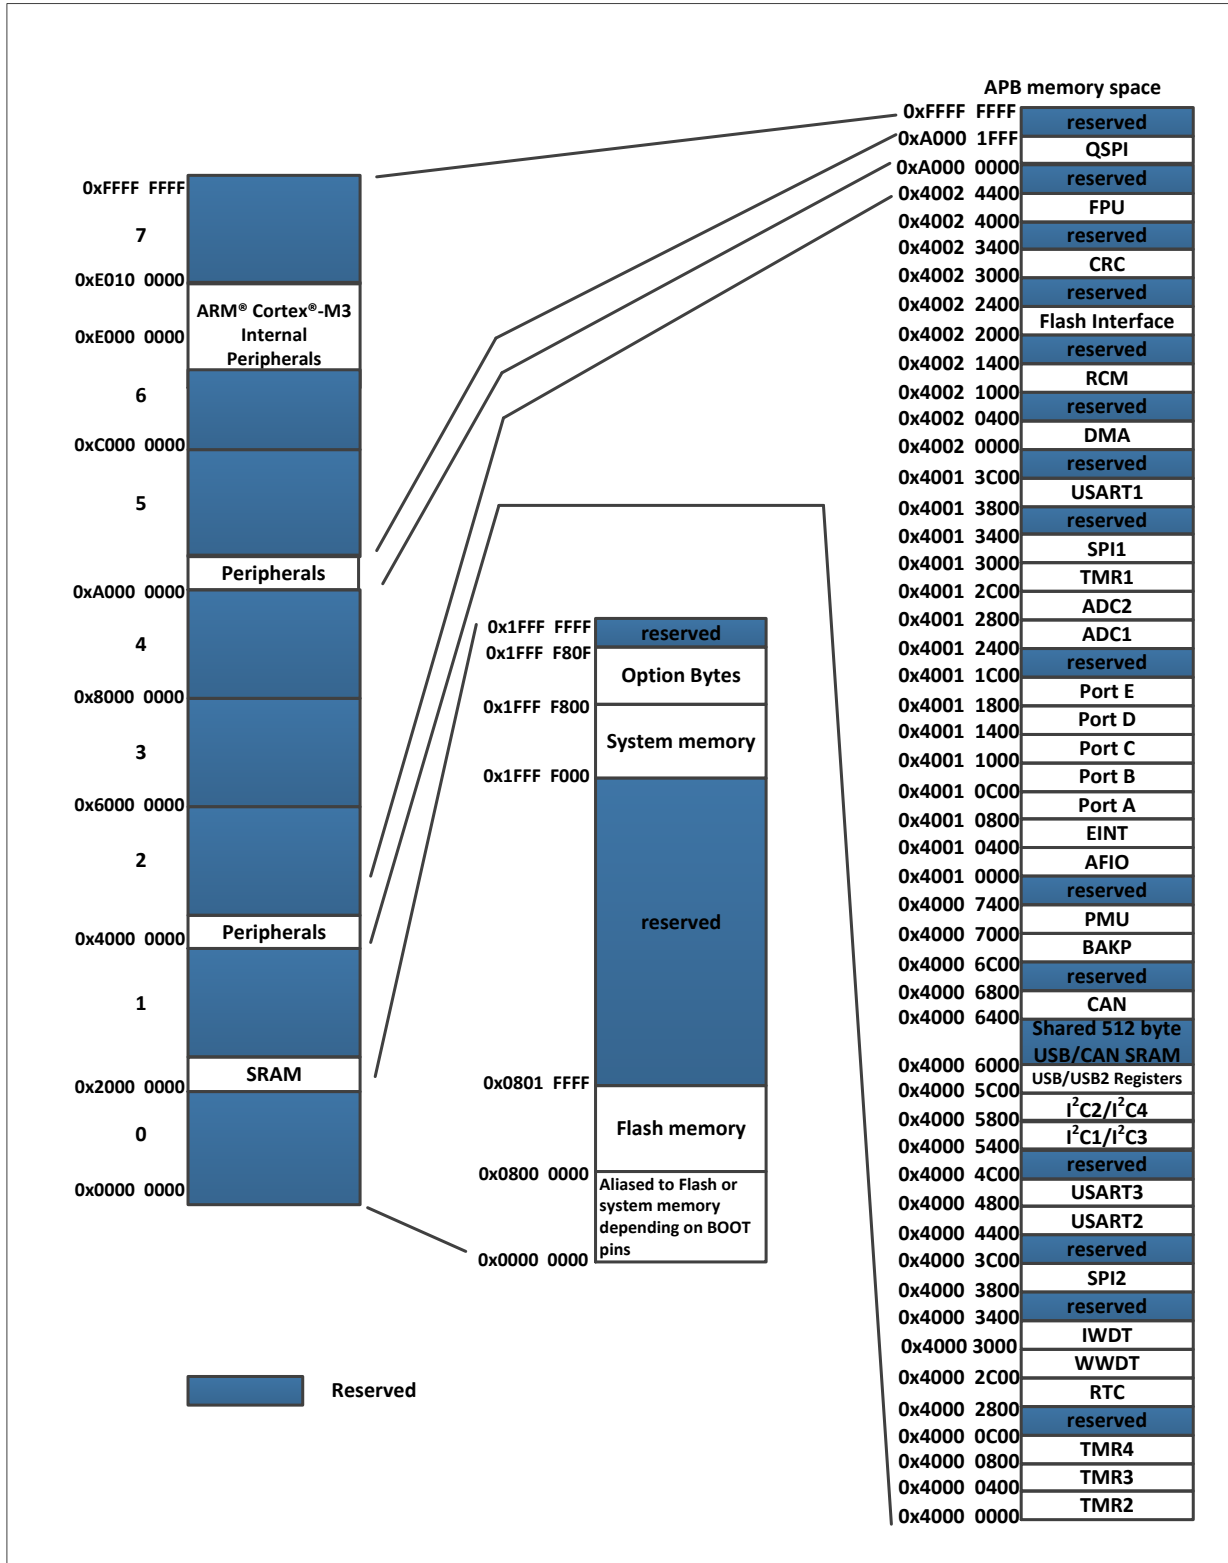 0xFFFF FFFF
7
0xE010 0000
ARM® Cortex®-M3
Internal
Peripherals
0xE000 0000
6
0xC000 0000
5
Peripherals
0xA000 0000
4
0x8000 0000
3
0x6000 0000
2
Peripherals
0x4000 0000
1
SRAM
0x2000 0000
0
0x0000 0000
Reserved
0x1FFF FFFF
reserved
0x1FFF F80F
Option Bytes
0x1FFF F800
System memory
0x1FFF F000
reserved
0x0801 FFFF
Flash memory
0x0800 0000
Aliased to Flash or
system memory
depending on BOOT
pins
0x0000 0000
APB memory space
0xFFFF FFFF
reserved
0xA000 1FFF
QSPI
0xA000 0000
reserved
0x4002 4400
FPU
0x4002 4000
reserved
0x4002 3400
CRC
0x4002 3000
reserved
0x4002 2400
Flash Interface
0x4002 2000
reserved
0x4002 1400
RCM
0x4002 1000
reserved
0x4002 0400
DMA
0x4002 0000
reserved
0x4001 3C00
USART1
0x4001 3800
reserved
0x4001 3400
SPI1
0x4001 3000
TMR1
0x4001 2C00
ADC2
0x4001 2800
ADC1
0x4001 2400
reserved
0x4001 1C00
Port E
0x4001 1800
Port D
0x4001 1400
Port C
0x4001 1000
Port B
0x4001 0C00
Port A
0x4001 0800
EINT
0x4001 0400
AFIO
0x4001 0000
reserved
0x4000 7400
PMU
0x4000 7000
BAKP
0x4000 6C00
reserved
0x4000 6800
CAN
0x4000 6400
Shared 512 byte
USB/CAN SRAM
0x4000 6000
USB/USB2 Registers
0x4000 5C00
I²C2/I²C4
0x4000 5800
I²C1/I²C3
0x4000 5400
reserved
0x4000 4C00
USART3
0x4000 4800
USART2
0x4000 4400
reserved
0x4000 3C00
SPI2
0x4000 3800
reserved
0x4000 3400
IWDT
0x4000 3000
WWDT
0x4000 2C00
RTC
0x4000 2800
reserved
0x4000 0C00
TMR4
0x4000 0800
TMR3
0x4000 0400
TMR2
0x4000 0000